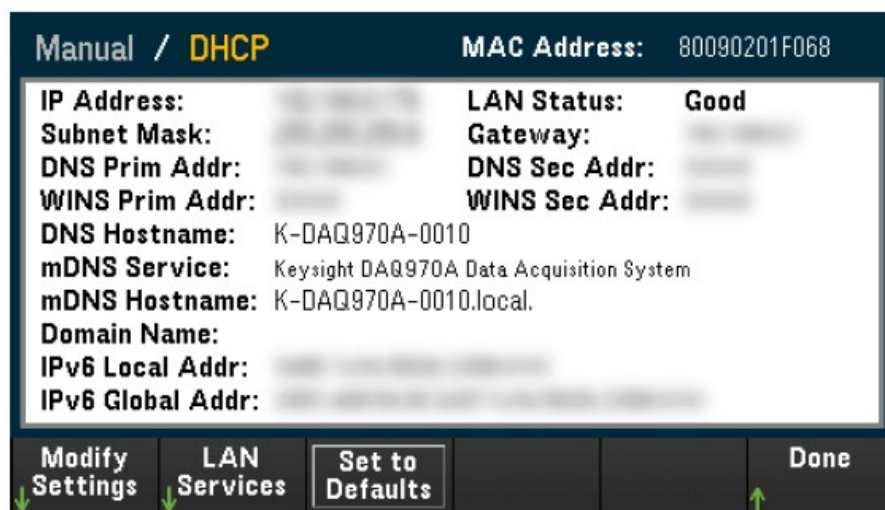 Manual / DHCP MAC Address: 80090201F068
IP Address: LAN Status: Good
Subnet Mask: Gateway:
DNS Prim Addr: DNS Sec Addr:
WINS Prim Addr: WINS Sec Addr:
DNS Hostname: K-DAQ970A-0010
mDNS Service: Keysight DAQ970A Data Acquisition System
mDNS Hostname: K-DAQ970A-0010.local.
Domain Name:
IPv6 Local Addr:
IPv6 Global Addr:
Modify Settings
LAN Services
Set to Defaults
Done